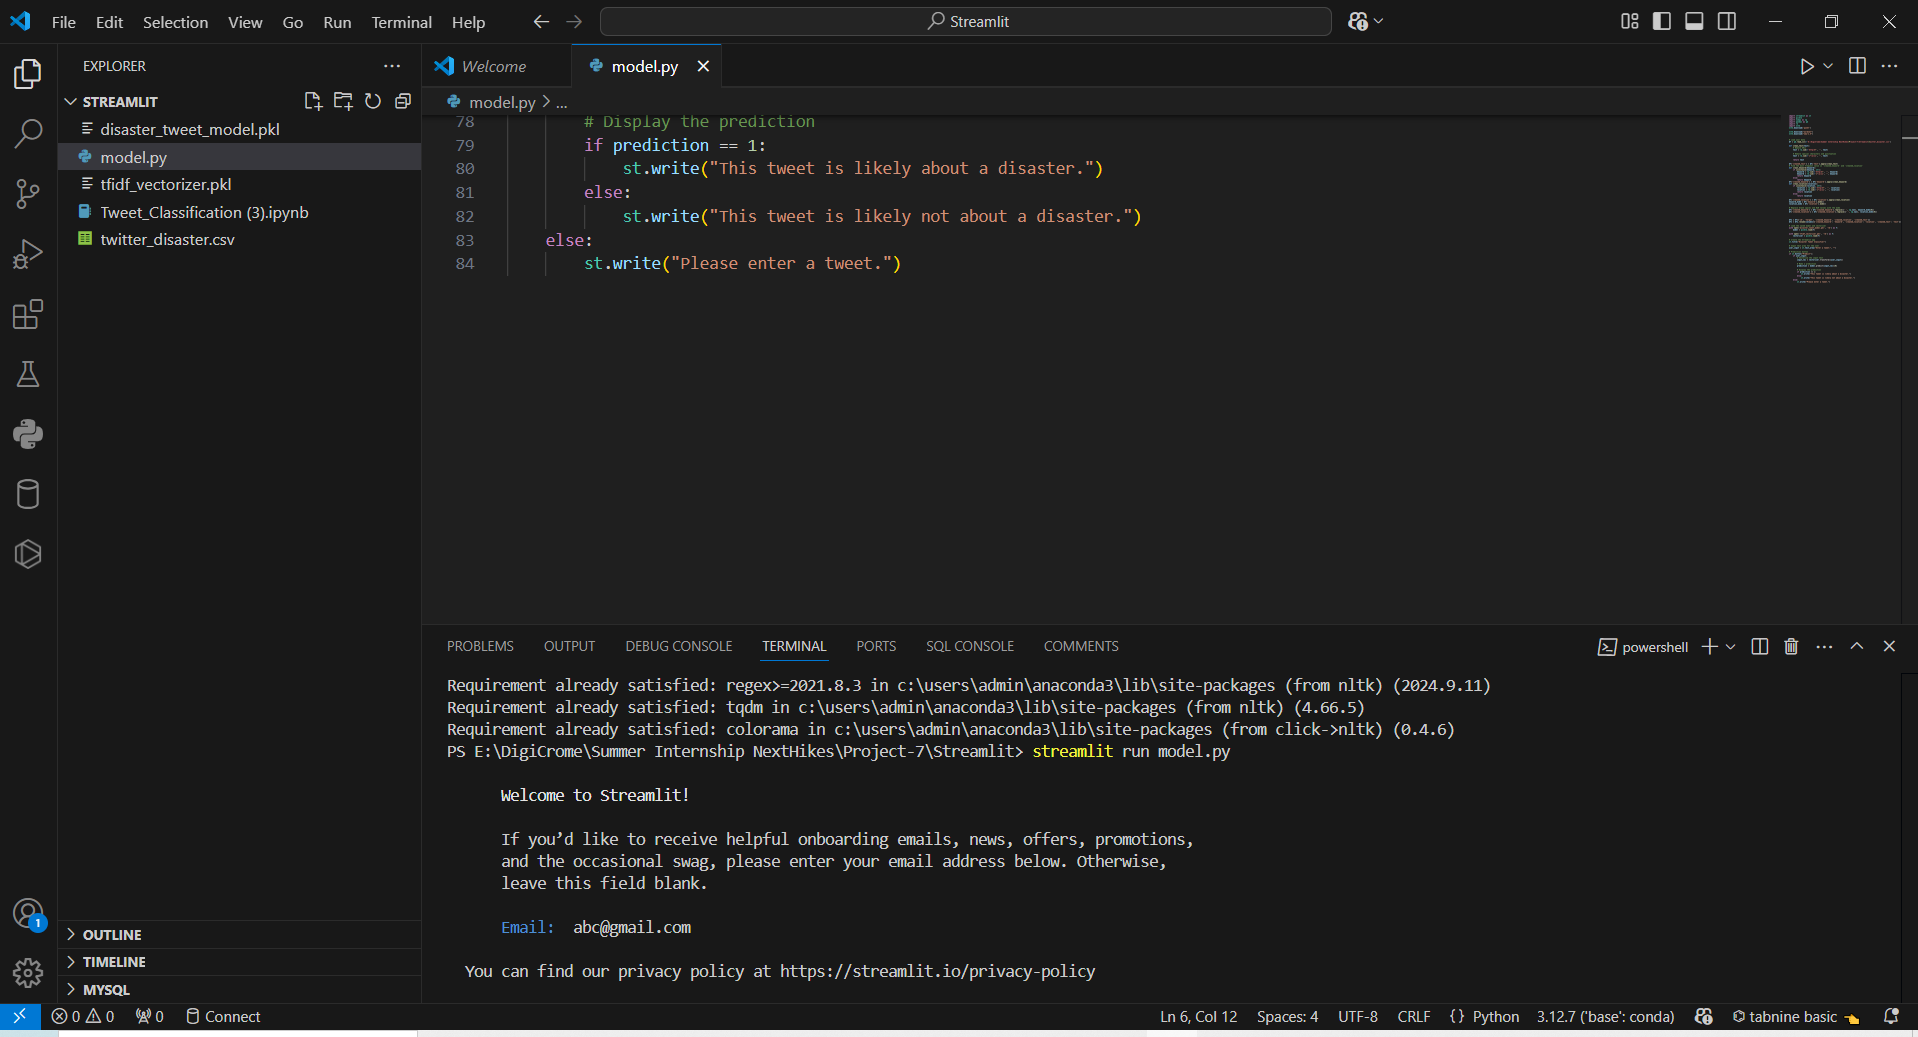 File Edit Selection View Go Run Terminal Help
Streamlit
EXPLORER
STREAMLIT
disaster_tweet_model.pkl
model.py
tfidf_vectorizer.pkl
Tweet_Classification (3).ipynb
twitter_disaster.csv
OUTLINE
TIMELINE
MYSQL
1
Welcome
model.py
model.py > ...
78 # Display the prediction
79 if prediction == 1:
80 st.write("This tweet is likely about a disaster.")
81 else:
82 st.write("This tweet is likely not about a disaster.")
83 else:
84 st.write("Please enter a tweet.")
PROBLEMS OUTPUT DEBUG CONSOLE TERMINAL PORTS SQL CONSOLE COMMENTS
powershell
Requirement already satisfied: regex>=2021.8.3 in c:\users\admin\anaconda3\lib\site-packages (from nltk) (2024.9.11)
Requirement already satisfied: tqdm in c:\users\admin\anaconda3\lib\site-packages (from nltk) (4.66.5)
Requirement already satisfied: colorama in c:\users\admin\anaconda3\lib\site-packages (from click->nltk) (0.4.6)
PS E:\DigiCrome\Summer Internship NextHikes\Project-7\Streamlit> streamlit run model.py
Welcome to Streamlit!
If you’d like to receive helpful onboarding emails, news, offers, promotions,
and the occasional swag, please enter your email address below. Otherwise,
leave this field blank.
Email: abc@gmail.com
You can find our privacy policy at https://streamlit.io/privacy-policy
0 0 0 Connect
Ln 6, Col 12 Spaces: 4 UTF-8 CRLF {} Python 3.12.7 ('base': conda) tabnine basic